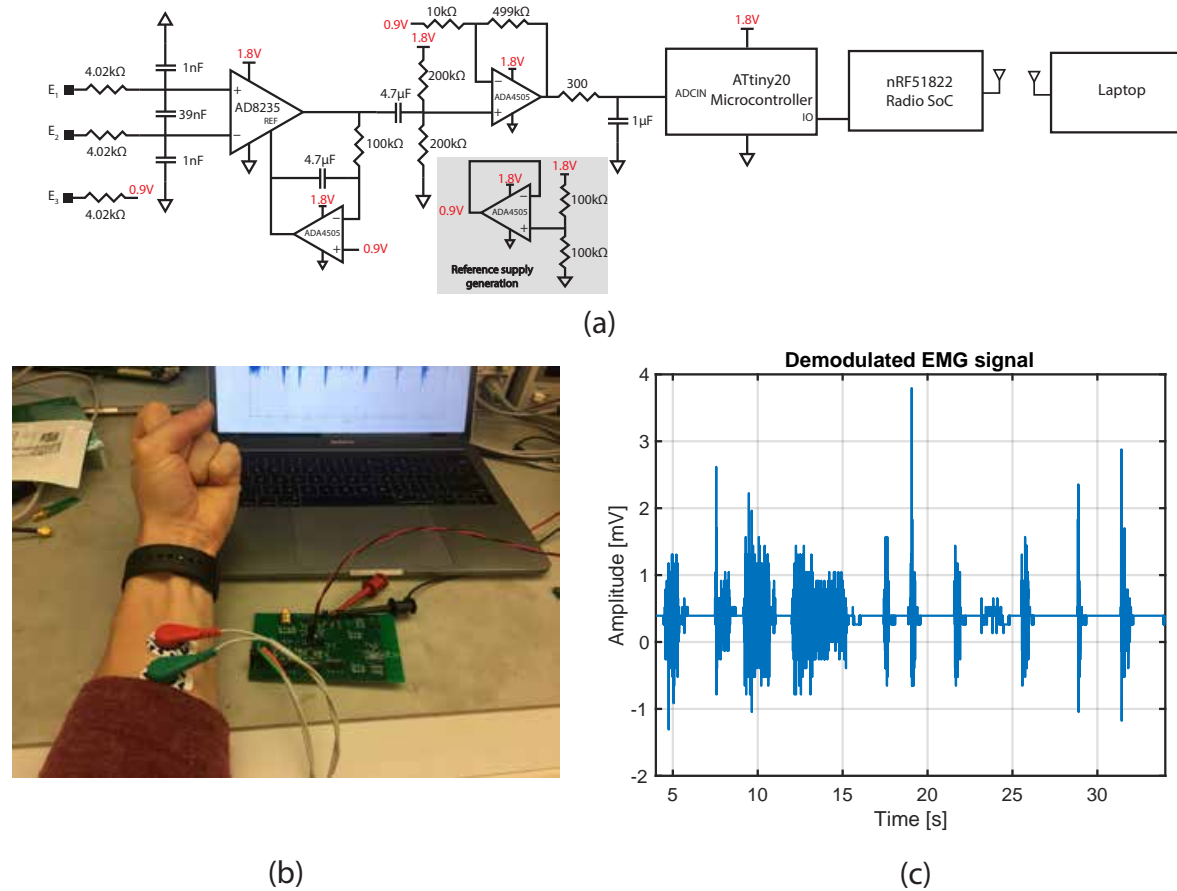 0.9V
10kΩ
499kΩ
1.8V
1.8V
4.02kΩ
1nF
1.8V
200kΩ
1.8V
E1
+
AD8235
REF
4.7µF
−
ADA4505
+
300
ADCIN
ATtiny20
Microcontroller
IO
nRF51822
Radio SoC
Laptop
39nF
E2
−
1µF
4.02kΩ
1nF
100kΩ
200kΩ
4.7µF
1.8V
E3
0.9V
4.02kΩ
1.8V
ADA4505
−
+
0.9V
1.8V
0.9V
ADA4505
−
+
100kΩ
100kΩ
Reference supply
generation
(a)
Demodulated EMG signal
Amplitude [mV]
4
3
2
1
0
-1
-2
5
10
15
20
25
30
Time [s]
(b)
(c)